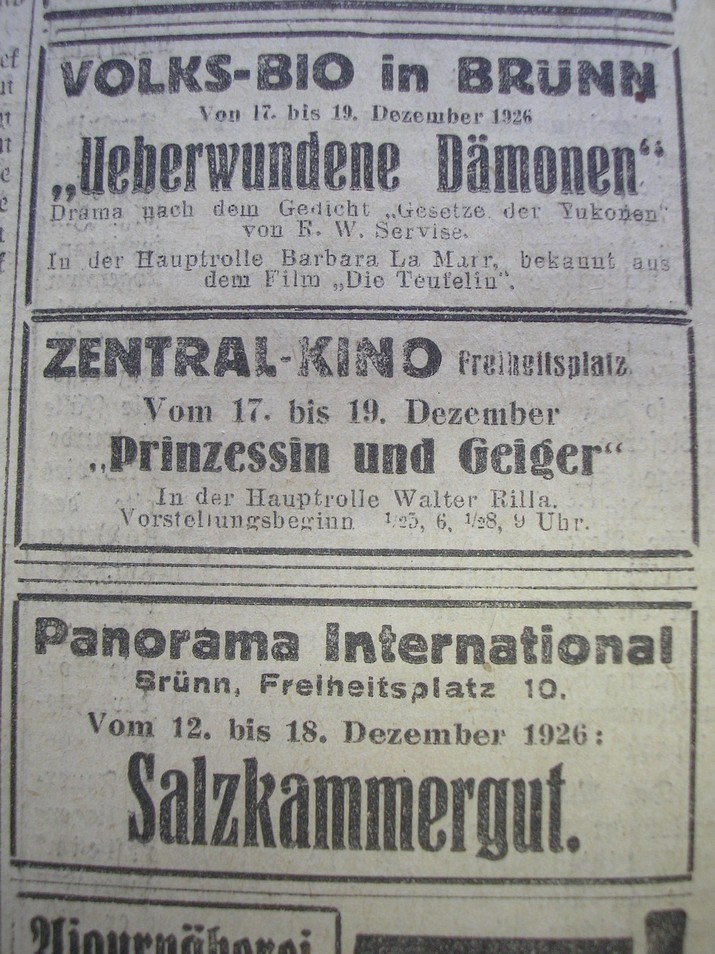 VOLKS-BIO in BRÜNN
Von 17. bis 19. Dezember 1926
„Ueberwundene Dämonen“
Drama nach dem Gedicht „Gesetze der Yukonen“
von R. W. Servise.
In der Hauptrolle Barbara La Marr, bekannt aus
dem Film „Die Teufelin“.
ZENTRAL-KINO Freiheitsplatz
Vom 17. bis 19. Dezember
„Prinzessin und Geiger“
In der Hauptrolle Walter Rilla.
Vorstellungsbeginn ½5, 6, ½8, 9 Uhr.
Panorama International
Brünn, Freiheitsplatz 10.
Vom 12. bis 18. Dezember 1926:
Salzkammergut.